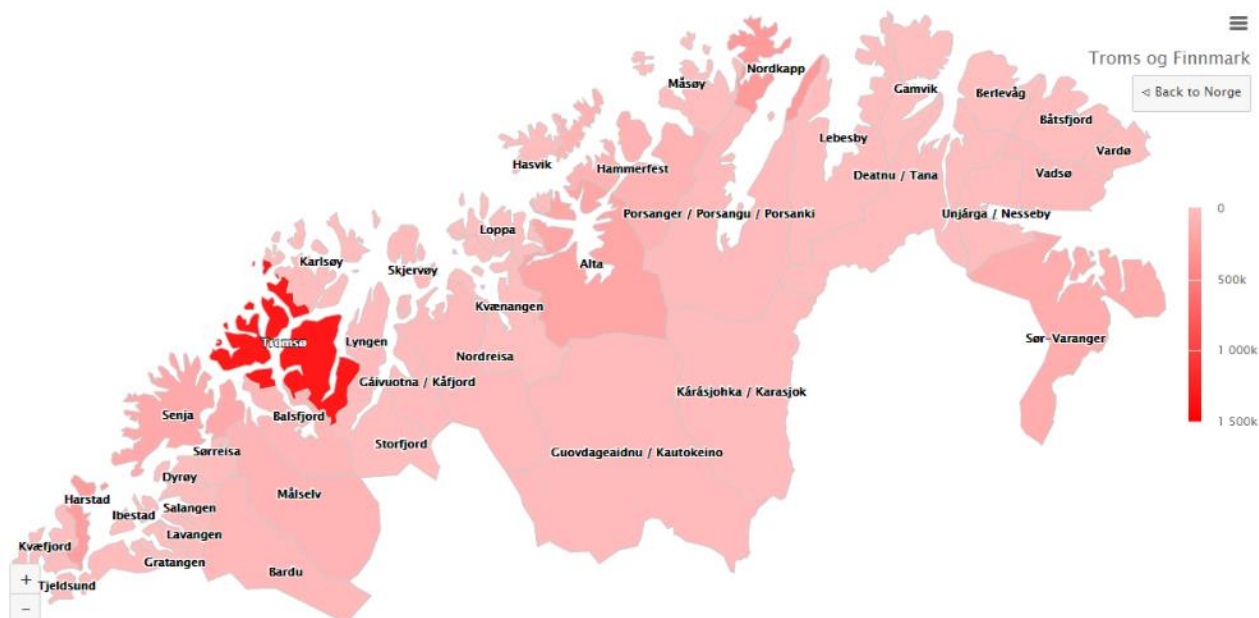 Troms og Finnmark
◃ Back to Norge
Nordkapp
Måsøy
Gamvik
Berlevåg
Båtsfjord
Lebesby
Vardø
Hasvik
Hammerfest
Deatnu / Tana
Vadsø
Porsanger / Porsangu / Porsanki
Unjárga / Nesseby
Loppa
Karlsøy
Alta
Skjervøy
Kvænangen
Tromsø
Lyngen
Nordreisa
Sør-Varanger
Gáivuotna / Kåfjord
Kárásjohka / Karasjok
Senja
Balsfjord
Storfjord
Sørreisa
Guovdageaidnu / Kautokeino
Dyrøy
Målselv
Harstad
Salangen
Ibestad
Lavangen
Kvæfjord
Gratangen
Bardu
Tjeldsund
0
500k
1 000k
1 500k
+
−